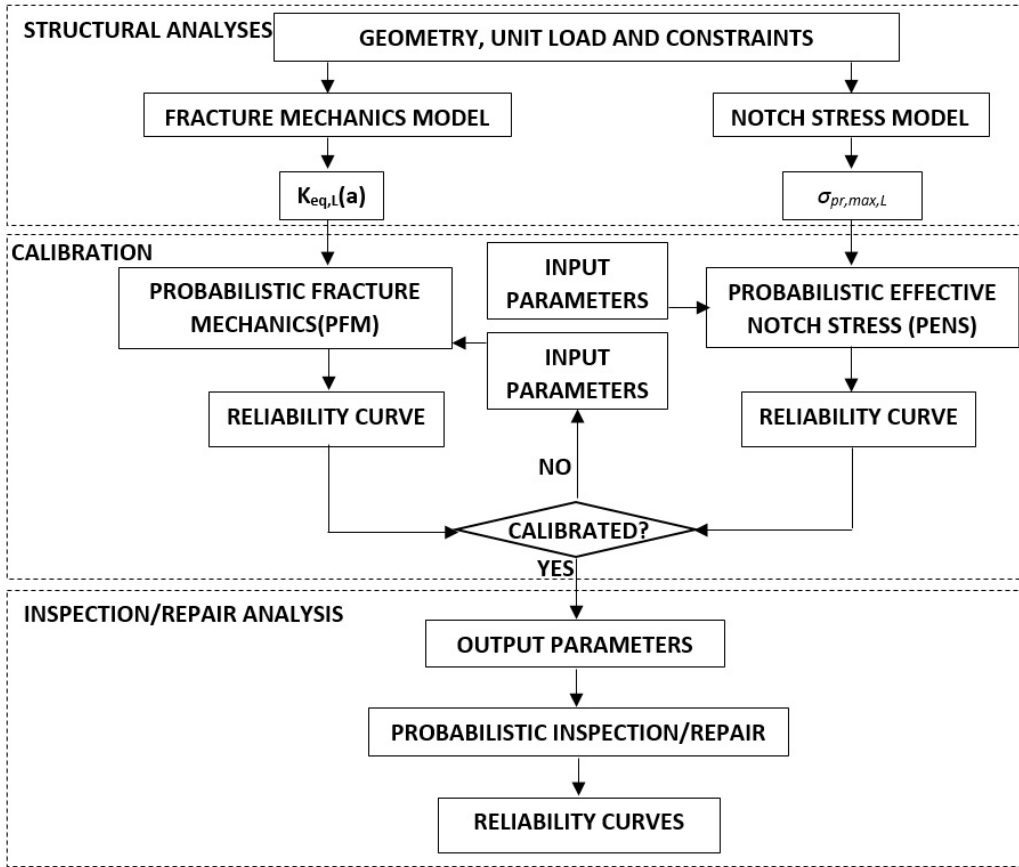 STRUCTURAL ANALYSES
GEOMETRY, UNIT LOAD AND CONSTRAINTS
FRACTURE MECHANICS MODEL
NOTCH STRESS MODEL
Keq,L(a)
σpr,max,L
CALIBRATION
PROBABILISTIC FRACTURE
MECHANICS(PFM)
INPUT
PARAMETERS
PROBABILISTIC EFFECTIVE
NOTCH STRESS (PENS)
INPUT
PARAMETERS
RELIABILITY CURVE
RELIABILITY CURVE
NO
CALIBRATED?
YES
INSPECTION/REPAIR ANALYSIS
OUTPUT PARAMETERS
PROBABILISTIC INSPECTION/REPAIR
RELIABILITY CURVES